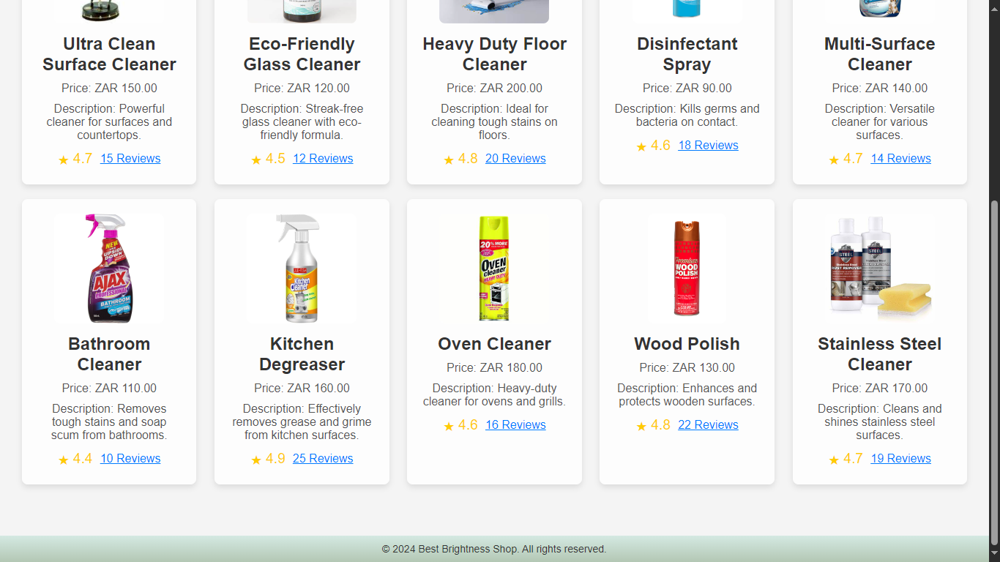 Ultra Clean
Surface Cleaner
Price: ZAR 150.00
Description: Powerful
cleaner for surfaces and
countertops.
★ 4.7 15 Reviews
Eco-Friendly
Glass Cleaner
Price: ZAR 120.00
Description: Streak-free
glass cleaner with eco-
friendly formula.
★ 4.5 12 Reviews
Heavy Duty Floor
Cleaner
Price: ZAR 200.00
Description: Ideal for
cleaning tough stains on
floors.
★ 4.8 20 Reviews
Disinfectant
Spray
Price: ZAR 90.00
Description: Kills germs and
bacteria on contact.
★ 4.6 18 Reviews
Multi-Surface
Cleaner
Price: ZAR 140.00
Description: Versatile
cleaner for various
surfaces.
★ 4.7 14 Reviews
NEW
UPSIDE
DOWN
AJAX
PROFESSIONAL
BATHROOM
Bathroom
Cleaner
Price: ZAR 110.00
Description: Removes
tough stains and soap
scum from bathrooms.
★ 4.4 10 Reviews
Kitchen
Cleaner
Kitchen
Degreaser
Price: ZAR 160.00
Description: Effectively
removes grease and grime
from kitchen surfaces.
★ 4.9 25 Reviews
20% MORE
OVEN
cleaner
HEAVY DUTY
Oven Cleaner
Price: ZAR 180.00
Description: Heavy-duty
cleaner for ovens and grills.
★ 4.6 16 Reviews
Premium
WOOD
POLISH
Wood Polish
Price: ZAR 130.00
Description: Enhances and
protects wooden surfaces.
★ 4.8 22 Reviews
STEEL
Stainless Steel
RUST REMOVER
STEEL
Stainless Steel
Stainless Steel
Cleaner
Price: ZAR 170.00
Description: Cleans and
shines stainless steel
surfaces.
★ 4.7 19 Reviews
© 2024 Best Brightness Shop. All rights reserved.